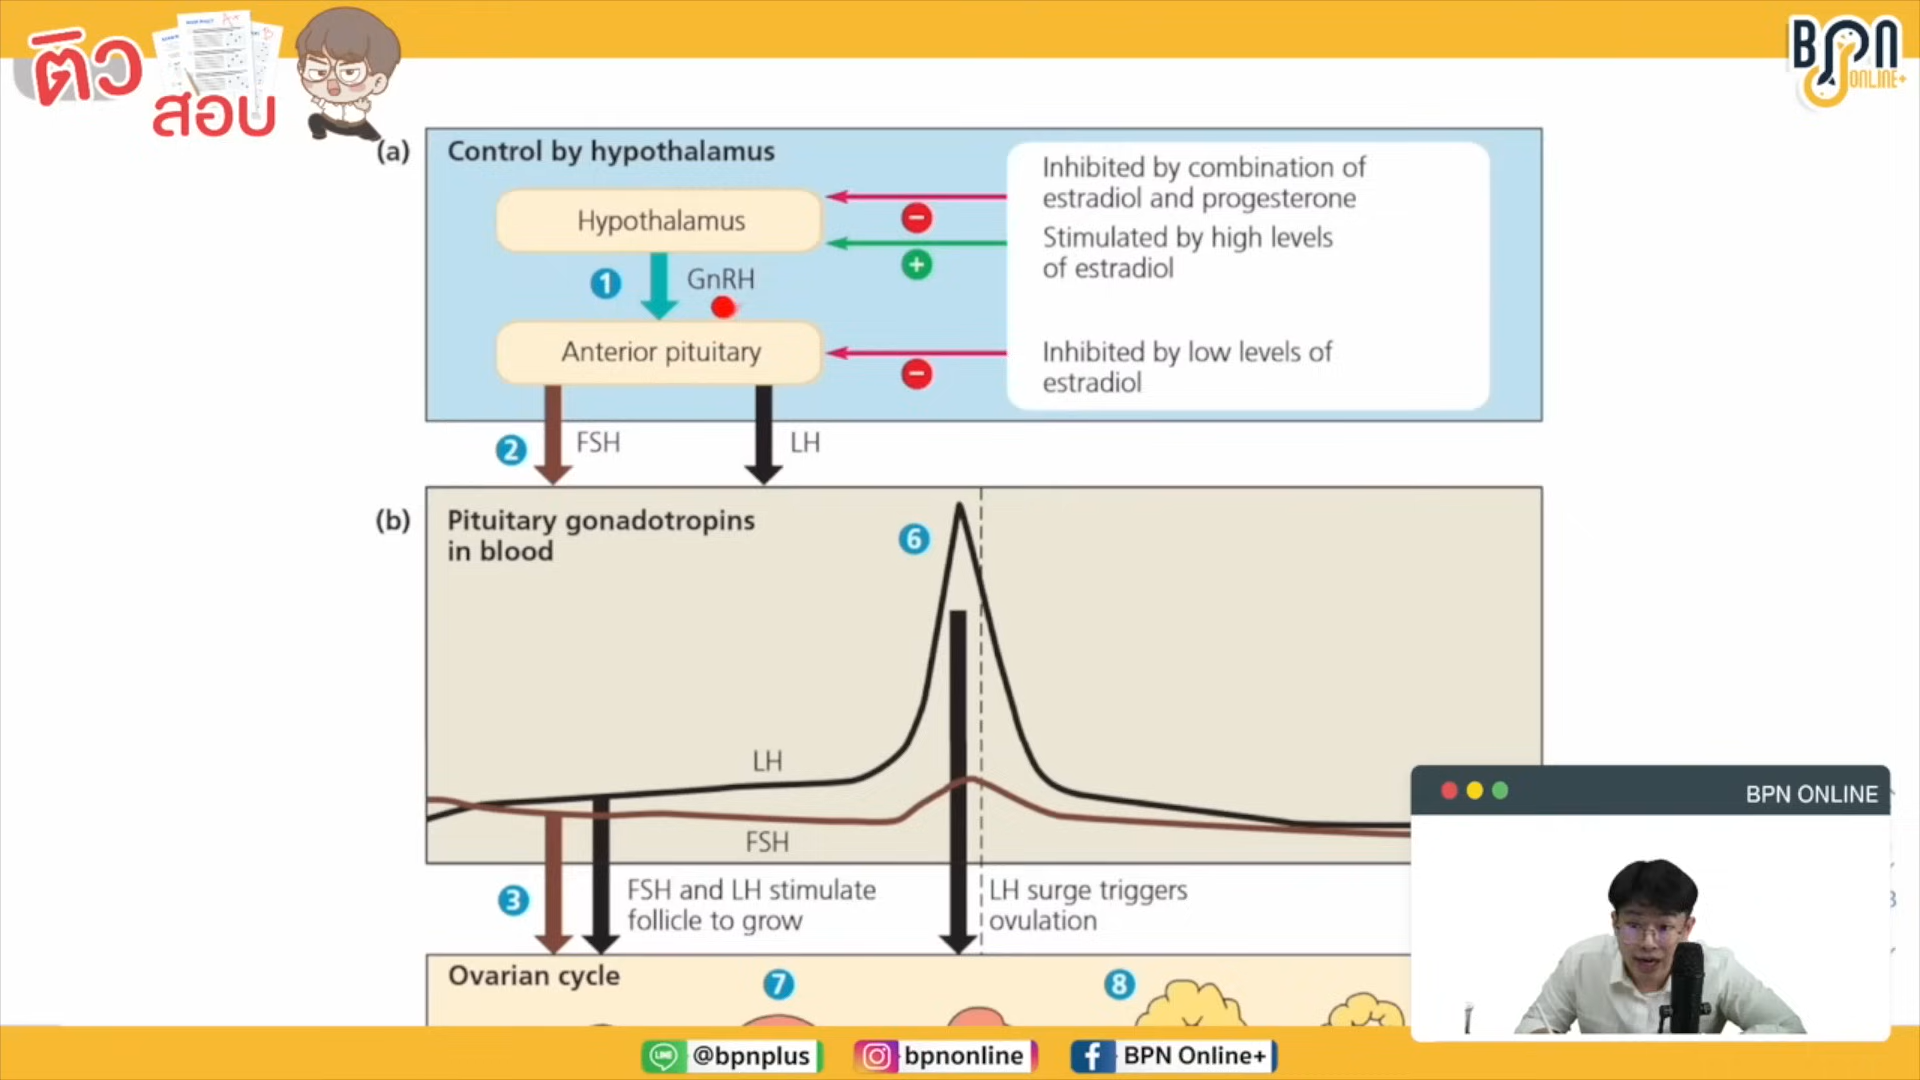 ติว
สอบ
BPN
ONLINE+
(a)
Control by hypothalamus
Hypothalamus
1
GnRH
Anterior pituitary
Inhibited by combination of
estradiol and progesterone
Stimulated by high levels
of estradiol
Inhibited by low levels of
estradiol
−
+
−
2
FSH
LH
(b)
Pituitary gonadotropins
in blood
6
LH
FSH
3
FSH and LH stimulate
follicle to grow
LH surge triggers
ovulation
Ovarian cycle
7
8
BPN ONLINE
LINE
@bpnplus
bpnonline
f
BPN Online+